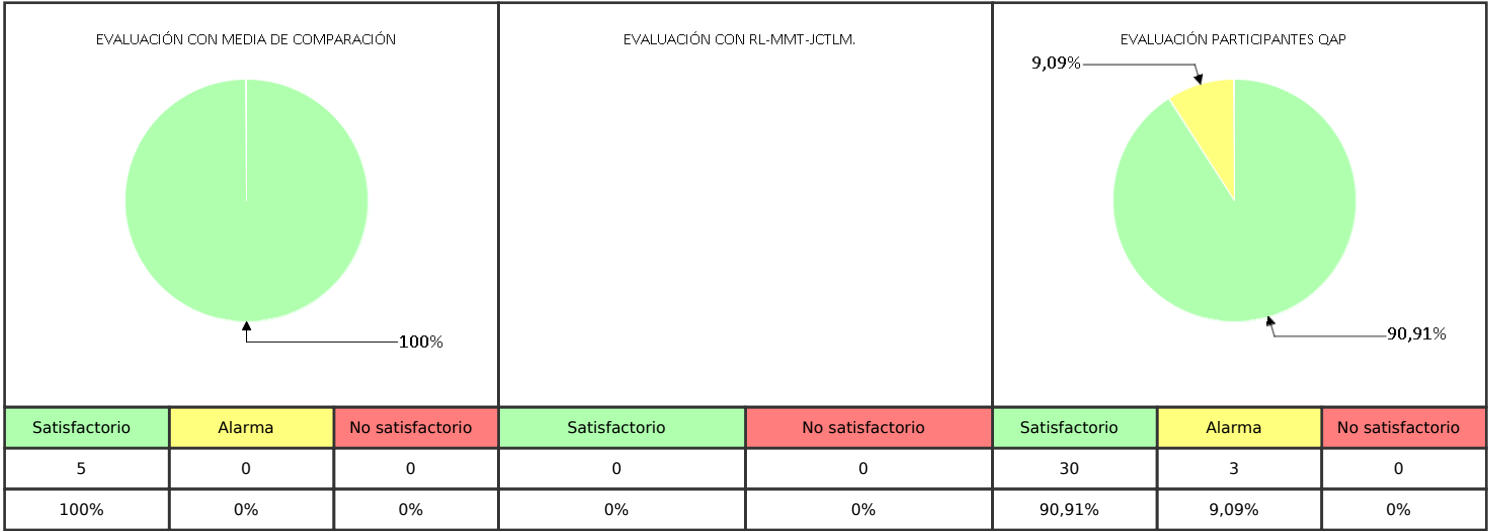 EVALUACIÓN CON MEDIA DE COMPARACIÓN
100%
EVALUACIÓN CON RL-MMT-JCTLM.
EVALUACIÓN PARTICIPANTES QAP
9,09%
90,91%
Satisfactorio Alarma No satisfactorio Satisfactorio No satisfactorio Satisfactorio Alarma No satisfactorio
5 0 0 0 0 30 3 0
100% 0% 0% 0% 0% 90,91% 9,09% 0%